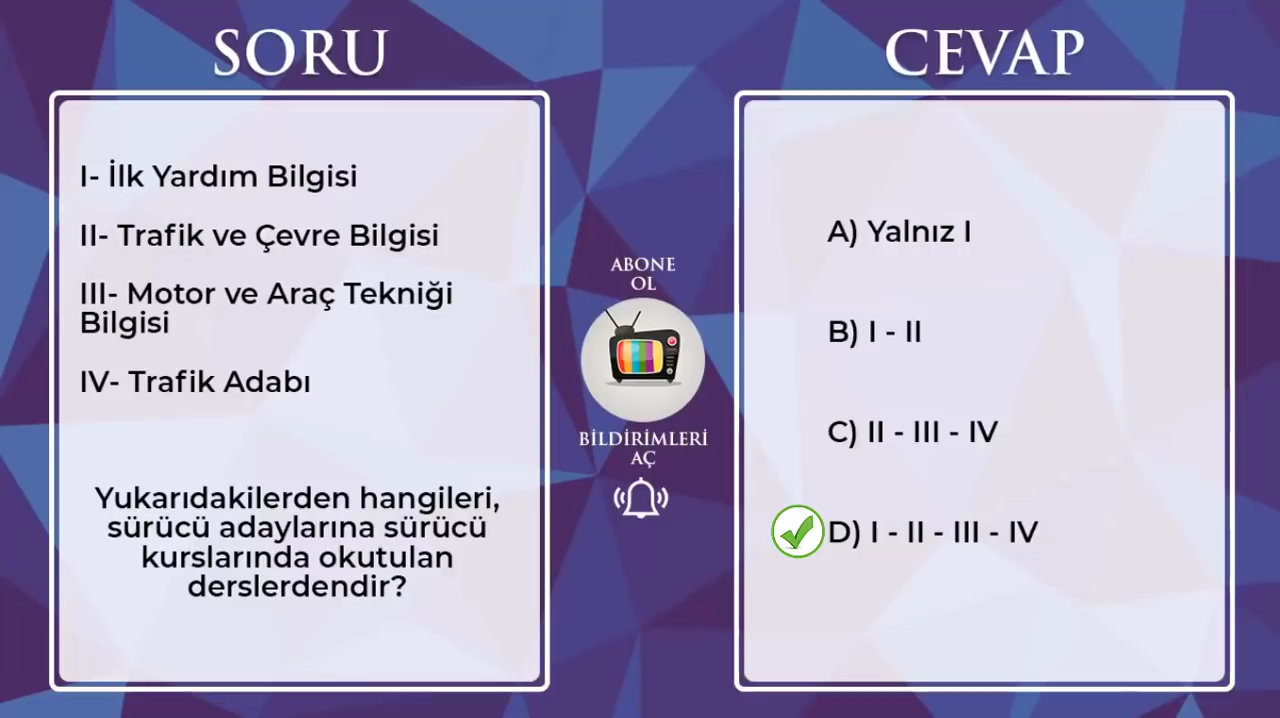 SORU
I- İlk Yardım Bilgisi
II- Trafik ve Çevre Bilgisi
III- Motor ve Araç Tekniği
Bilgisi
IV- Trafik Adabı
Yukarıdakilerden hangileri,
sürücü adaylarına sürücü
kurslarında okutulan
derslerdendir?
ABONE
OL
BİLDİRİMLERİ
AÇ
CEVAP
A) Yalnız I
B) I - II
C) II - III - IV
D) I - II - III - IV